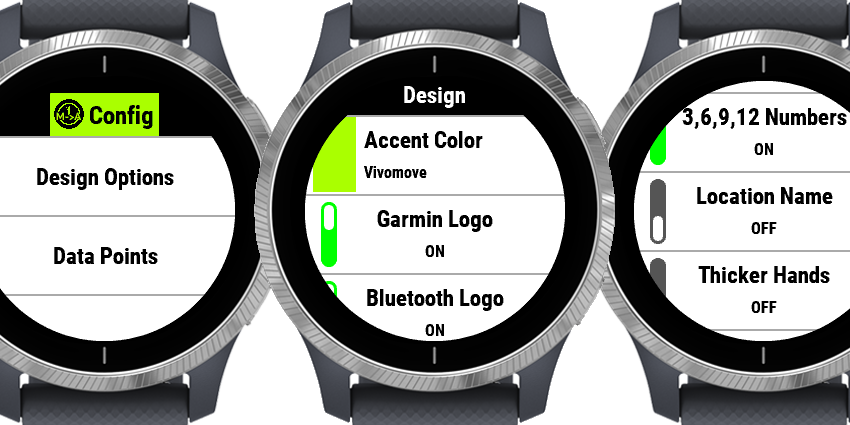 Config
Design Options
Data Points
Design
Accent Color
Vivomove
Garmin Logo
ON
Bluetooth Logo
ON
3,6,9,12 Numbers
ON
Location Name
OFF
Thicker Hands
OFF